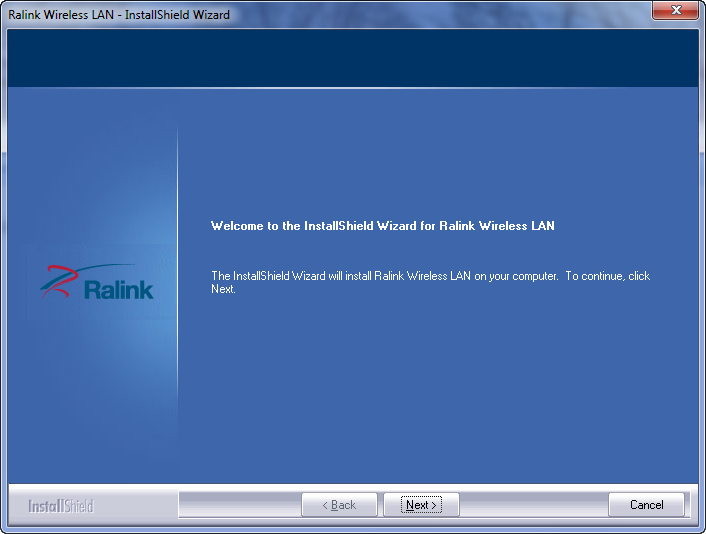 Ralink Wireless LAN - InstallShield Wizard
Welcome to the InstallShield Wizard for Ralink Wireless LAN
The InstallShield Wizard will install Ralink Wireless LAN on your computer. To continue, click
Next.
Ralink
InstallShield
< Back
Next >
Cancel